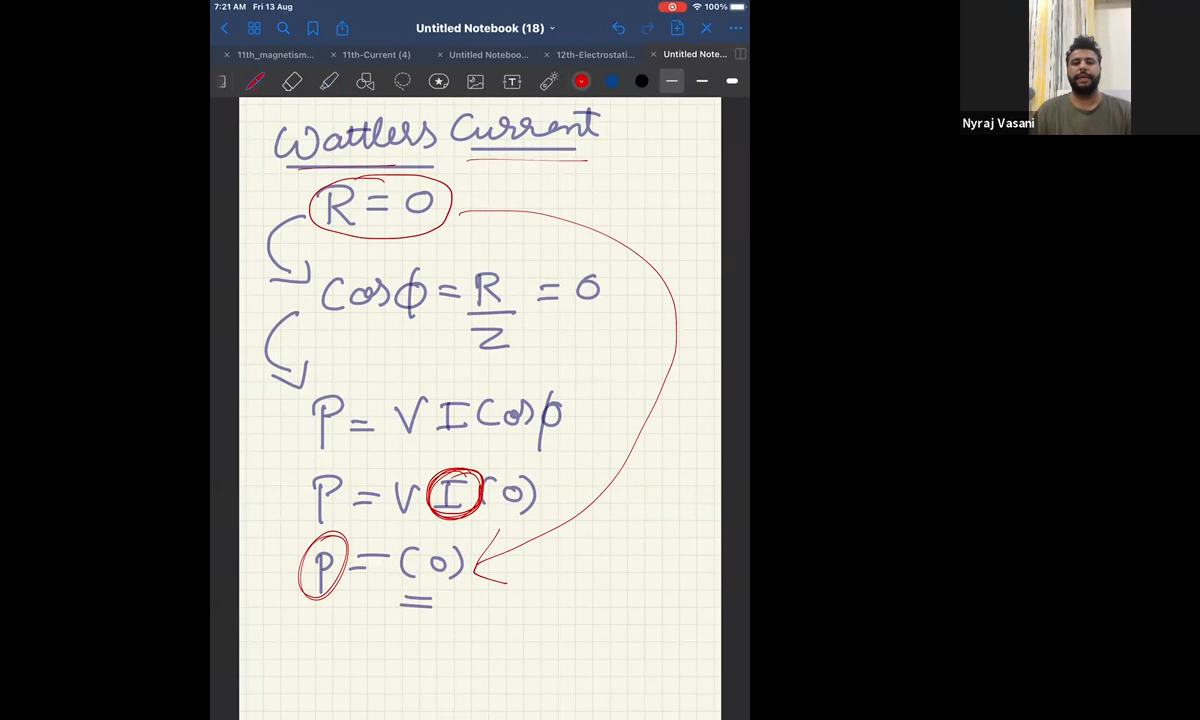 7:21 AM Fri 13 Aug
100%
Untitled Notebook (18)
11th_magnetism...
11th-Current (4)
Untitled Noteboo...
12th-Electrostati...
Untitled Note...
Nyraj Vasani
Wattless Current
R = 0
Cosϕ = R/Z = 0
P = V I Cosϕ
P = V I (0)
P = (0)